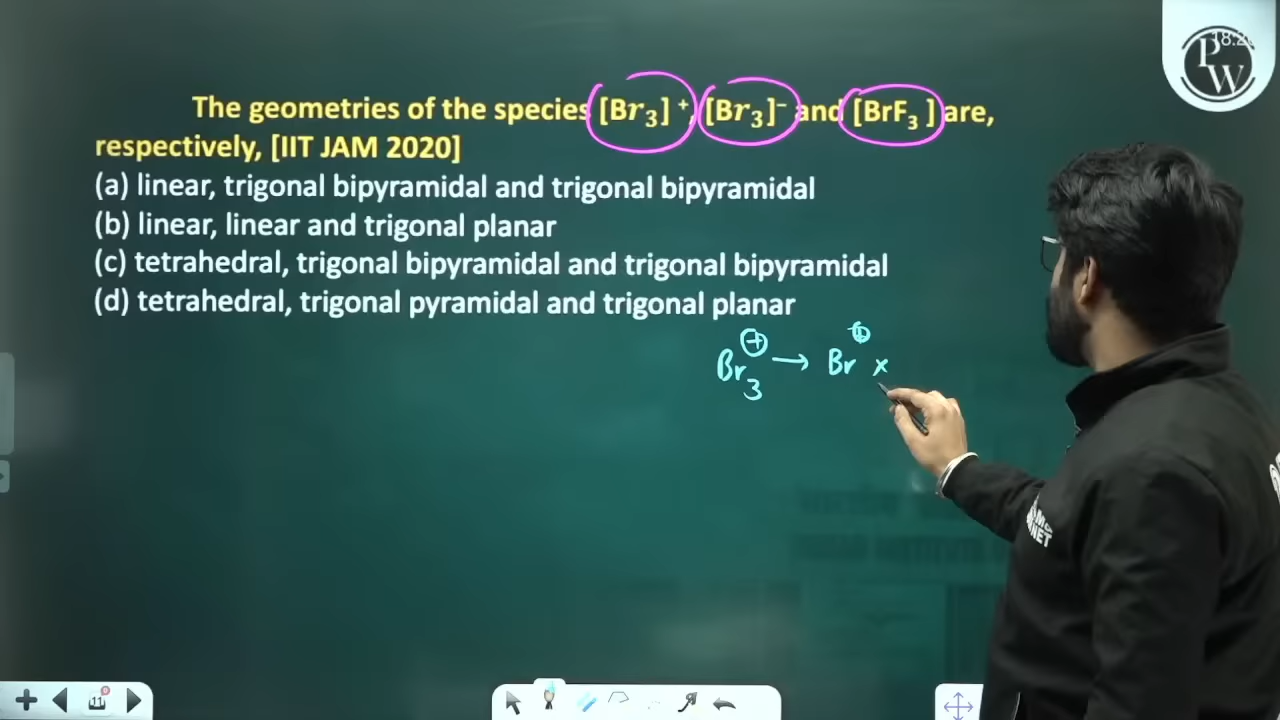 The geometries of the species [Br₃]⁺, [Br₃]⁻ and [BrF₃] are,
respectively, [IIT JAM 2020]
(a) linear, trigonal bipyramidal and trigonal bipyramidal
(b) linear, linear and trigonal planar
(c) tetrahedral, trigonal bipyramidal and trigonal bipyramidal
(d) tetrahedral, trigonal pyramidal and trigonal planar
Br₃⊕ → Br⊕ x
P
W
11